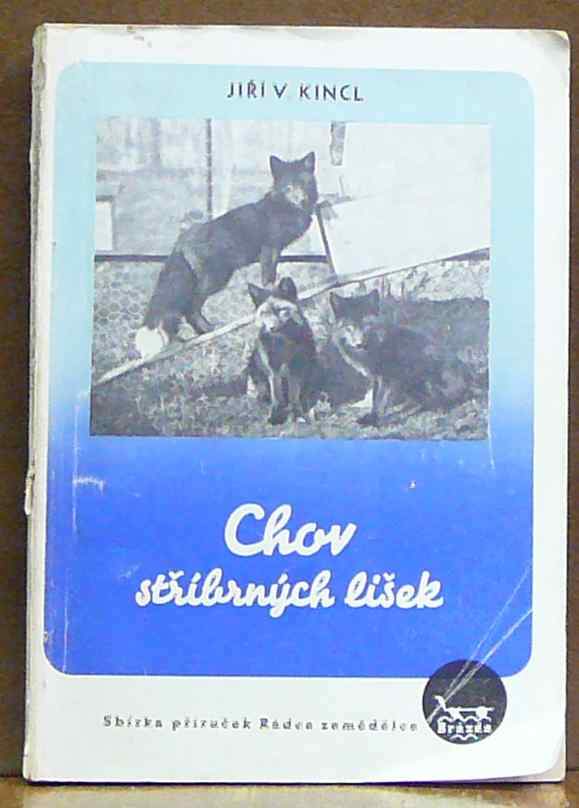 JIŘÍ V. KINCL
Chov
stříbrných lišek
Sbírka příruček Rádce zemědělce
Brázda